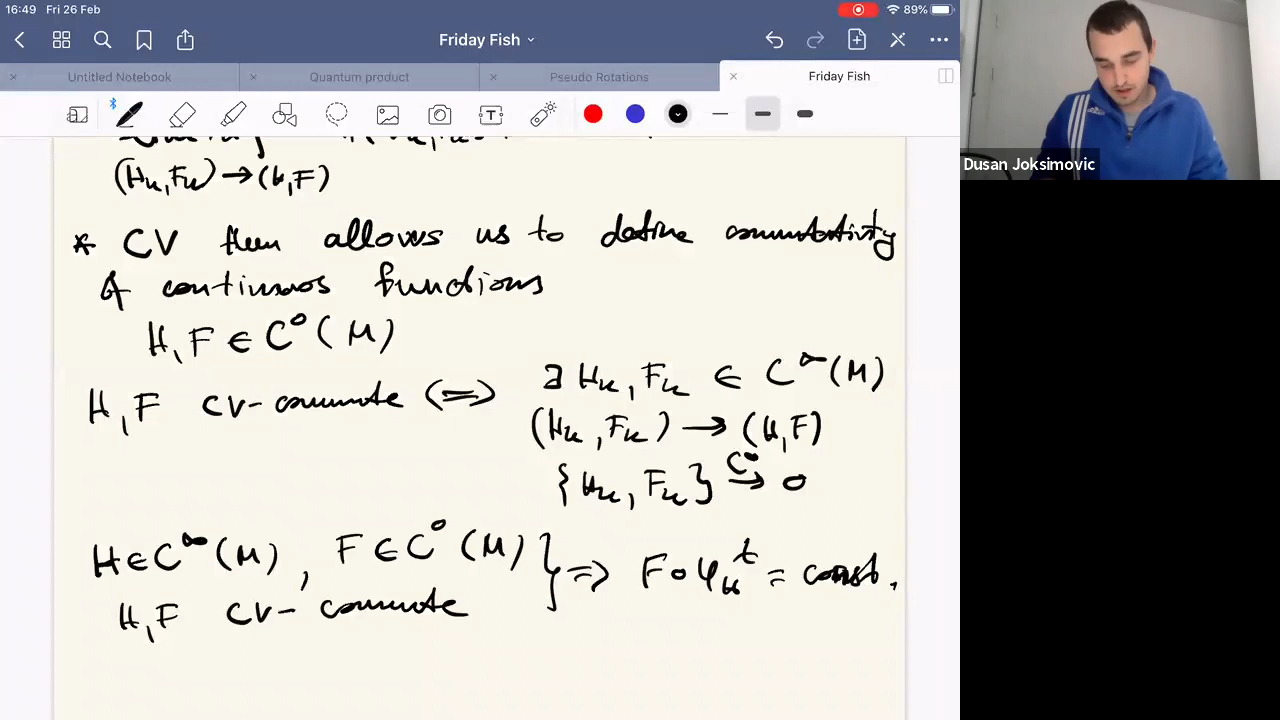 16:49 Fri 26 Feb
89%
Friday Fish
Untitled Notebook
Quantum product
Pseudo Rotations
Friday Fish
Dusan Joksimovic
(Hₖ, Fₖ) → (H, F)
* CV then allows us to define commutativity
of continuous functions
H, F ∈ C⁰(M)
H, F CV-commute ⟺ ∃ Hₖ, Fₖ ∈ C^∞(M)
(Hₖ, Fₖ) → (H, F)
{Hₖ, Fₖ} →^{C⁰} 0
H ∈ C^∞(M), F ∈ C⁰(M) } ⇒ F∘φ_H^t = const.
H, F CV-commute